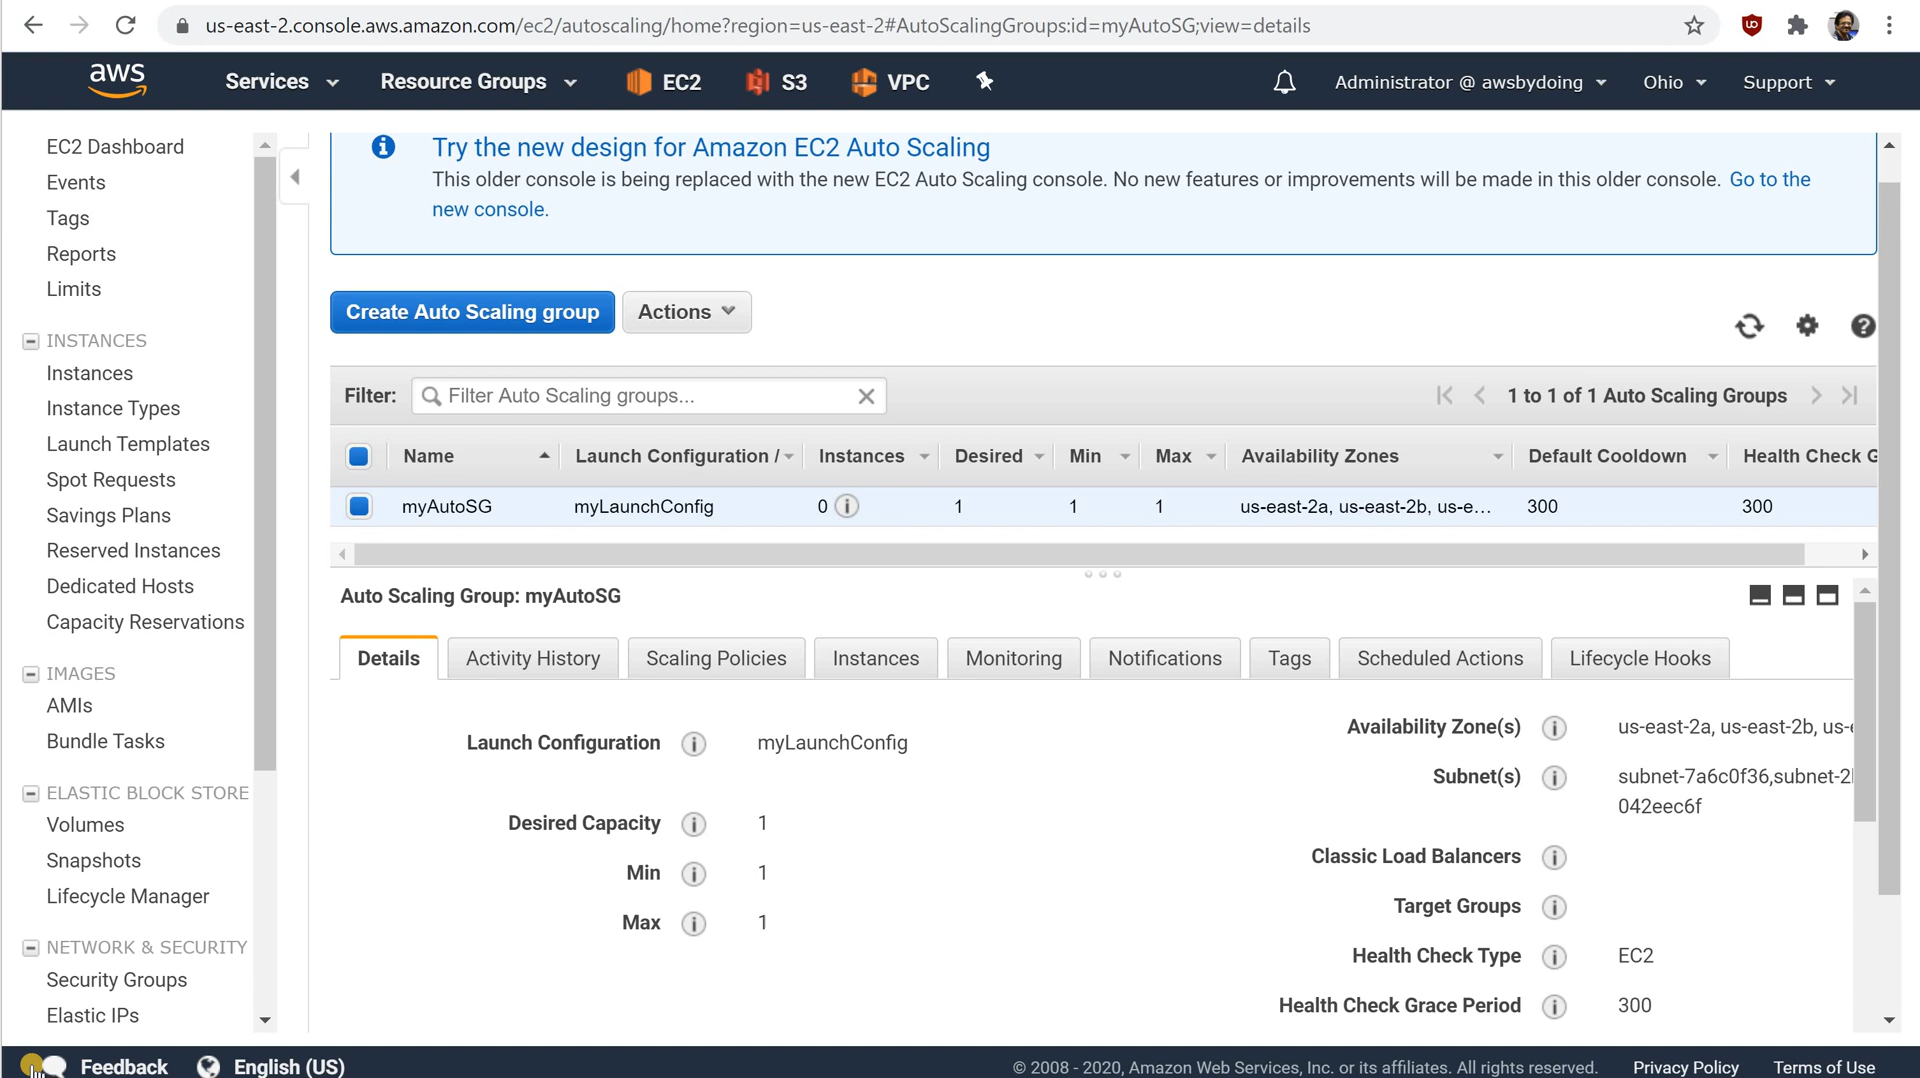 us-east-2.console.aws.amazon.com/ec2/autoscaling/home?region=us-east-2#AutoScalingGroups:id=myAutoSG;view=details
aws
Services
Resource Groups
EC2
S3
VPC
Administrator @ awsbydoing
Ohio
Support
EC2 Dashboard
Events
Tags
Reports
Limits
INSTANCES
Instances
Instance Types
Launch Templates
Spot Requests
Savings Plans
Reserved Instances
Dedicated Hosts
Capacity Reservations
IMAGES
AMIs
Bundle Tasks
ELASTIC BLOCK STORE
Volumes
Snapshots
Lifecycle Manager
NETWORK & SECURITY
Security Groups
Elastic IPs
Try the new design for Amazon EC2 Auto Scaling
This older console is being replaced with the new EC2 Auto Scaling console. No new features or improvements will be made in this older console. Go to the
new console.
Create Auto Scaling group
Actions
Filter:
Filter Auto Scaling groups...
1 to 1 of 1 Auto Scaling Groups
Name Launch Configuration / Instances Desired Min Max Availability Zones Default Cooldown Health Check G
myAutoSG myLaunchConfig 0 1 1 1 us-east-2a, us-east-2b, us-e... 300 300
Auto Scaling Group: myAutoSG
Details
Activity History
Scaling Policies
Instances
Monitoring
Notifications
Tags
Scheduled Actions
Lifecycle Hooks
Launch Configuration myLaunchConfig
Desired Capacity 1
Min 1
Max 1
Availability Zone(s) us-east-2a, us-east-2b, us-
Subnet(s) subnet-7a6c0f36,subnet-2
042eec6f
Classic Load Balancers
Target Groups
Health Check Type EC2
Health Check Grace Period 300
Feedback
English (US)
© 2008 - 2020, Amazon Web Services, Inc. or its affiliates. All rights reserved.
Privacy Policy
Terms of Use